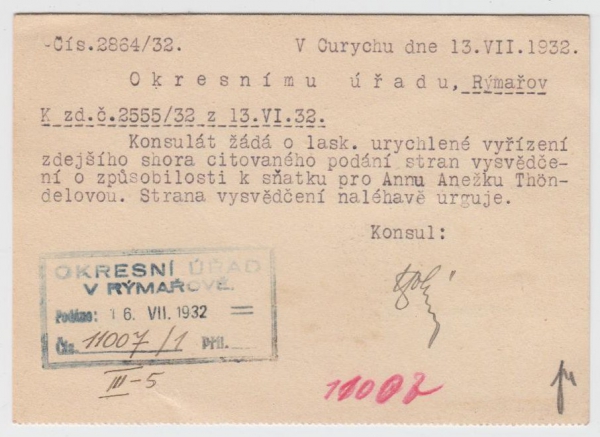 -Čís.2864/32. V Curychu dne 13.VII.1932.
Okresnímu úřadu, Rýmařov
K zd.č.2555/32 z 13.VI.32.
Konsulát žádá o lask. urychlené vyřízení
zdejšího shora citovaného podání stran vysvědče-
ní o způsobilosti k sňatku pro Annu Anežku Thön-
delovou. Strana vysvědčení naléhavě urguje.
Konsul:
OKRESNÍ ÚŘAD
V RÝMAŘOVĚ.
Podáno: 16. VII. 1932
Čís. 11007/1 Příl.
III-5
11007